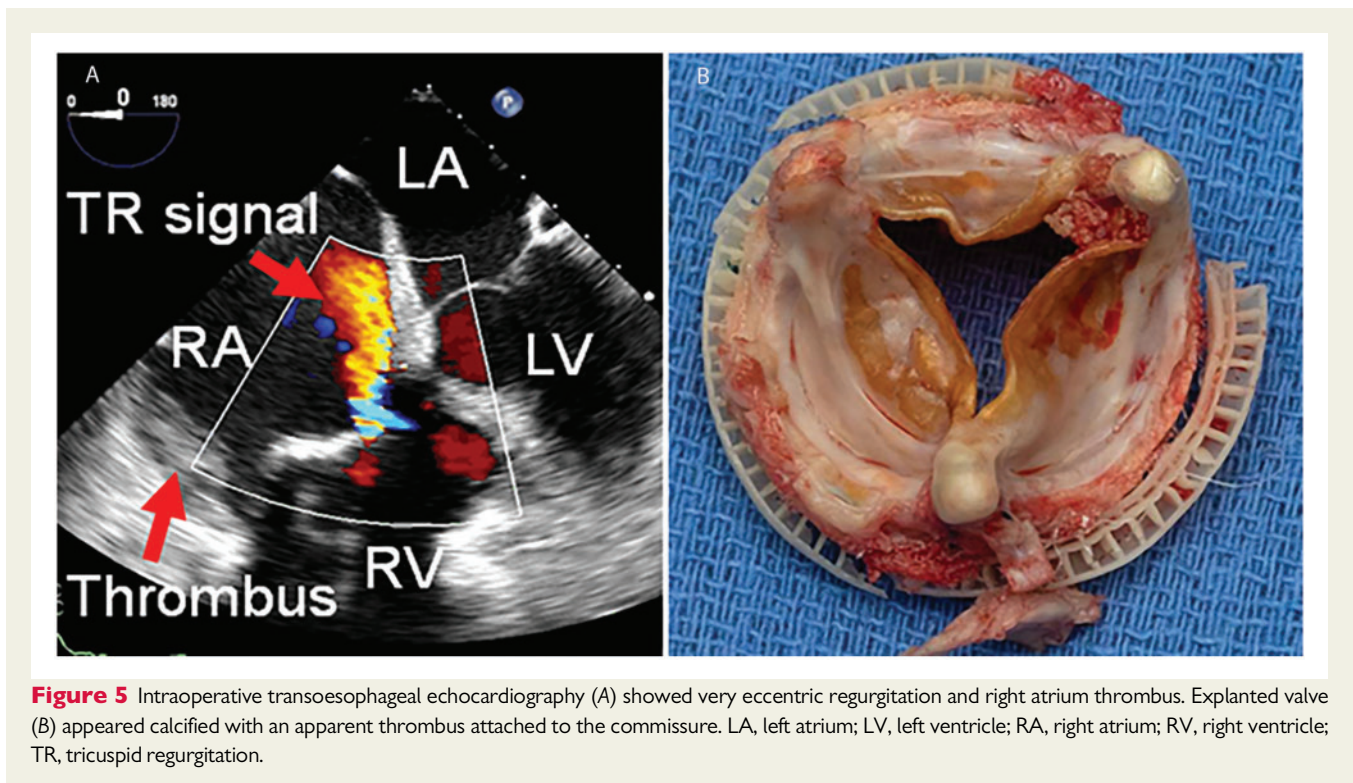 A
0 0 180
P
LA
TR signal
RA
LV
RV
Thrombus
B
Figure 5 Intraoperative transoesophageal echocardiography (A) showed very eccentric regurgitation and right atrium thrombus. Explanted valve
(B) appeared calcified with an apparent thrombus attached to the commissure. LA, left atrium; LV, left ventricle; RA, right atrium; RV, right ventricle;
TR, tricuspid regurgitation.